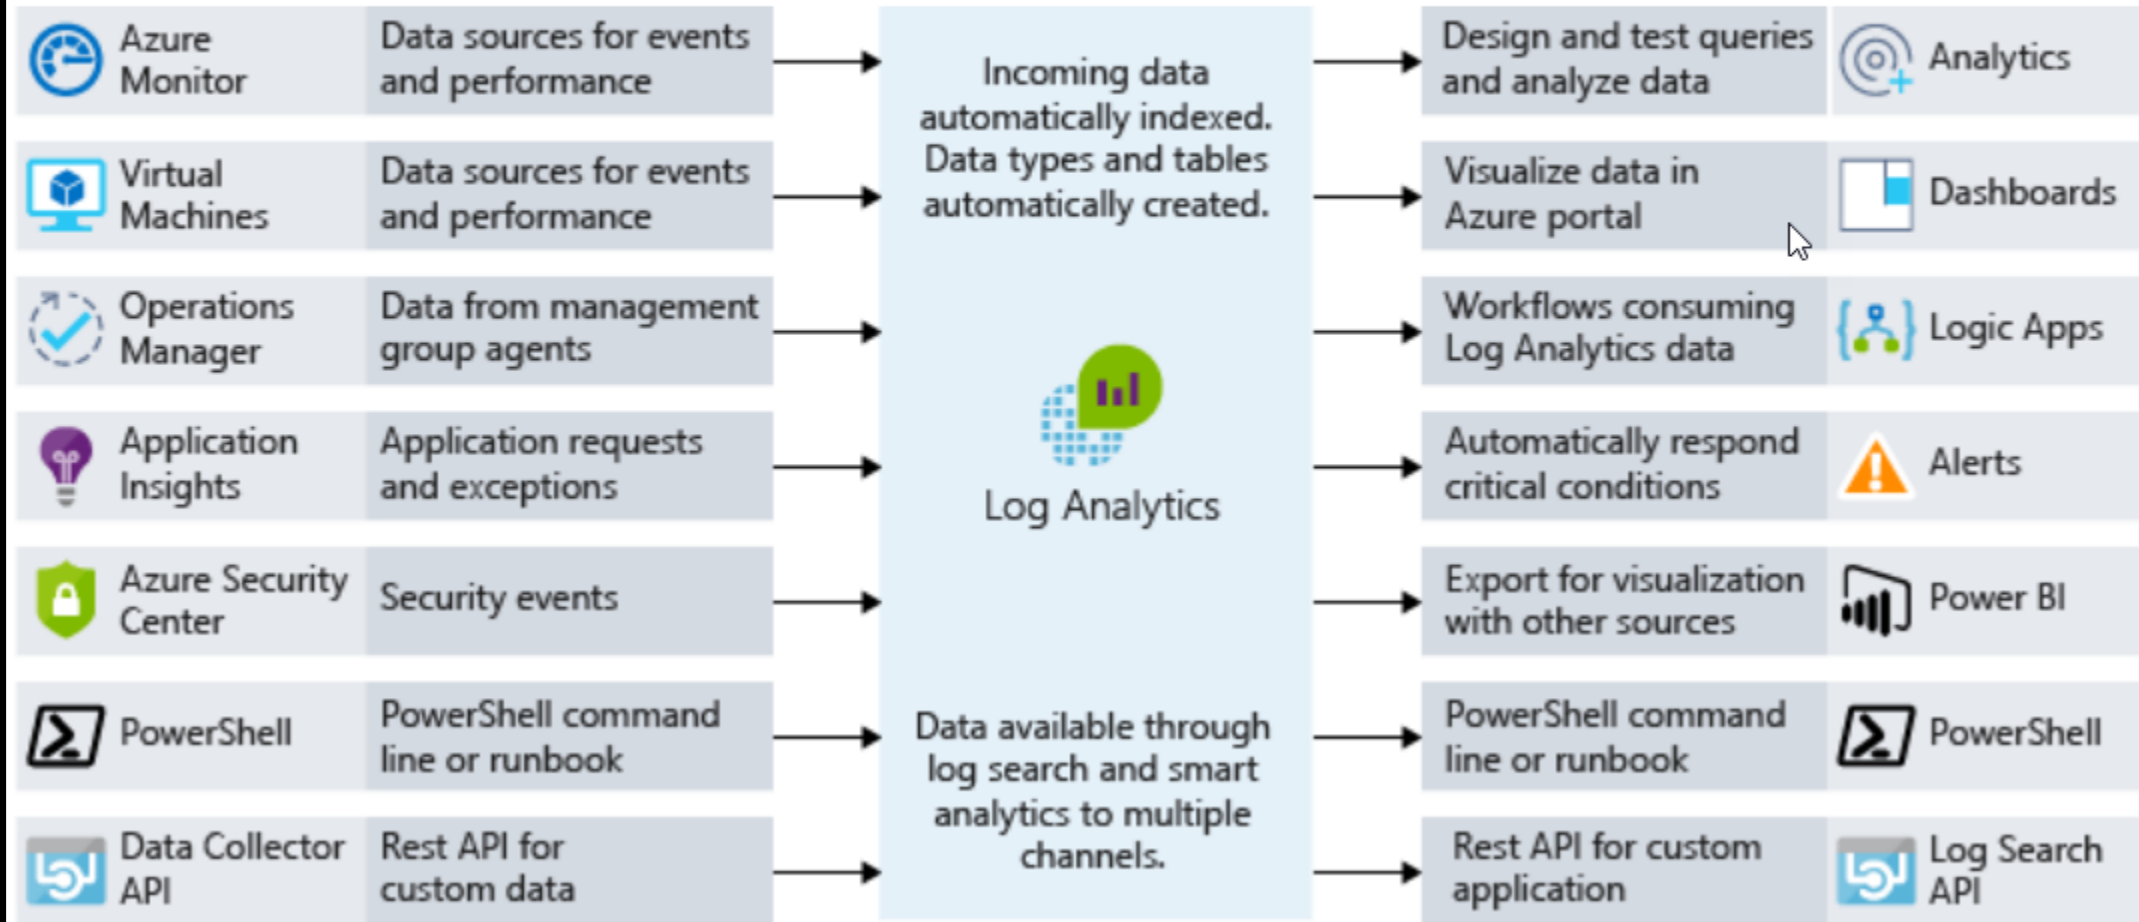 Azure
Monitor
Data sources for events
and performance
Virtual
Machines
Data sources for events
and performance
Operations
Manager
Data from management
group agents
Application
Insights
Application requests
and exceptions
Azure Security
Center
Security events
PowerShell
PowerShell command
line or runbook
Data Collector
API
Rest API for
custom data
Incoming data
automatically indexed.
Data types and tables
automatically created.
Log Analytics
Data available through
log search and smart
analytics to multiple
channels.
Design and test queries
and analyze data
Analytics
Visualize data in
Azure portal
Dashboards
Workflows consuming
Log Analytics data
Logic Apps
Automatically respond
critical conditions
Alerts
Export for visualization
with other sources
Power BI
PowerShell command
line or runbook
PowerShell
Rest API for custom
application
Log Search
API